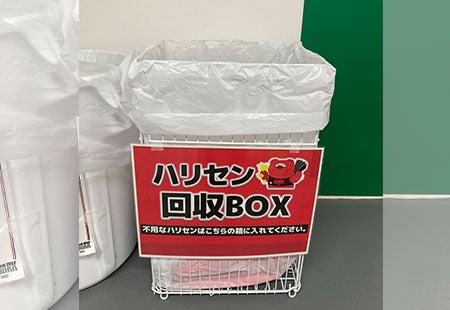 ハリセン
回収BOX
不用なハリセンはこちらの箱に入れてください。